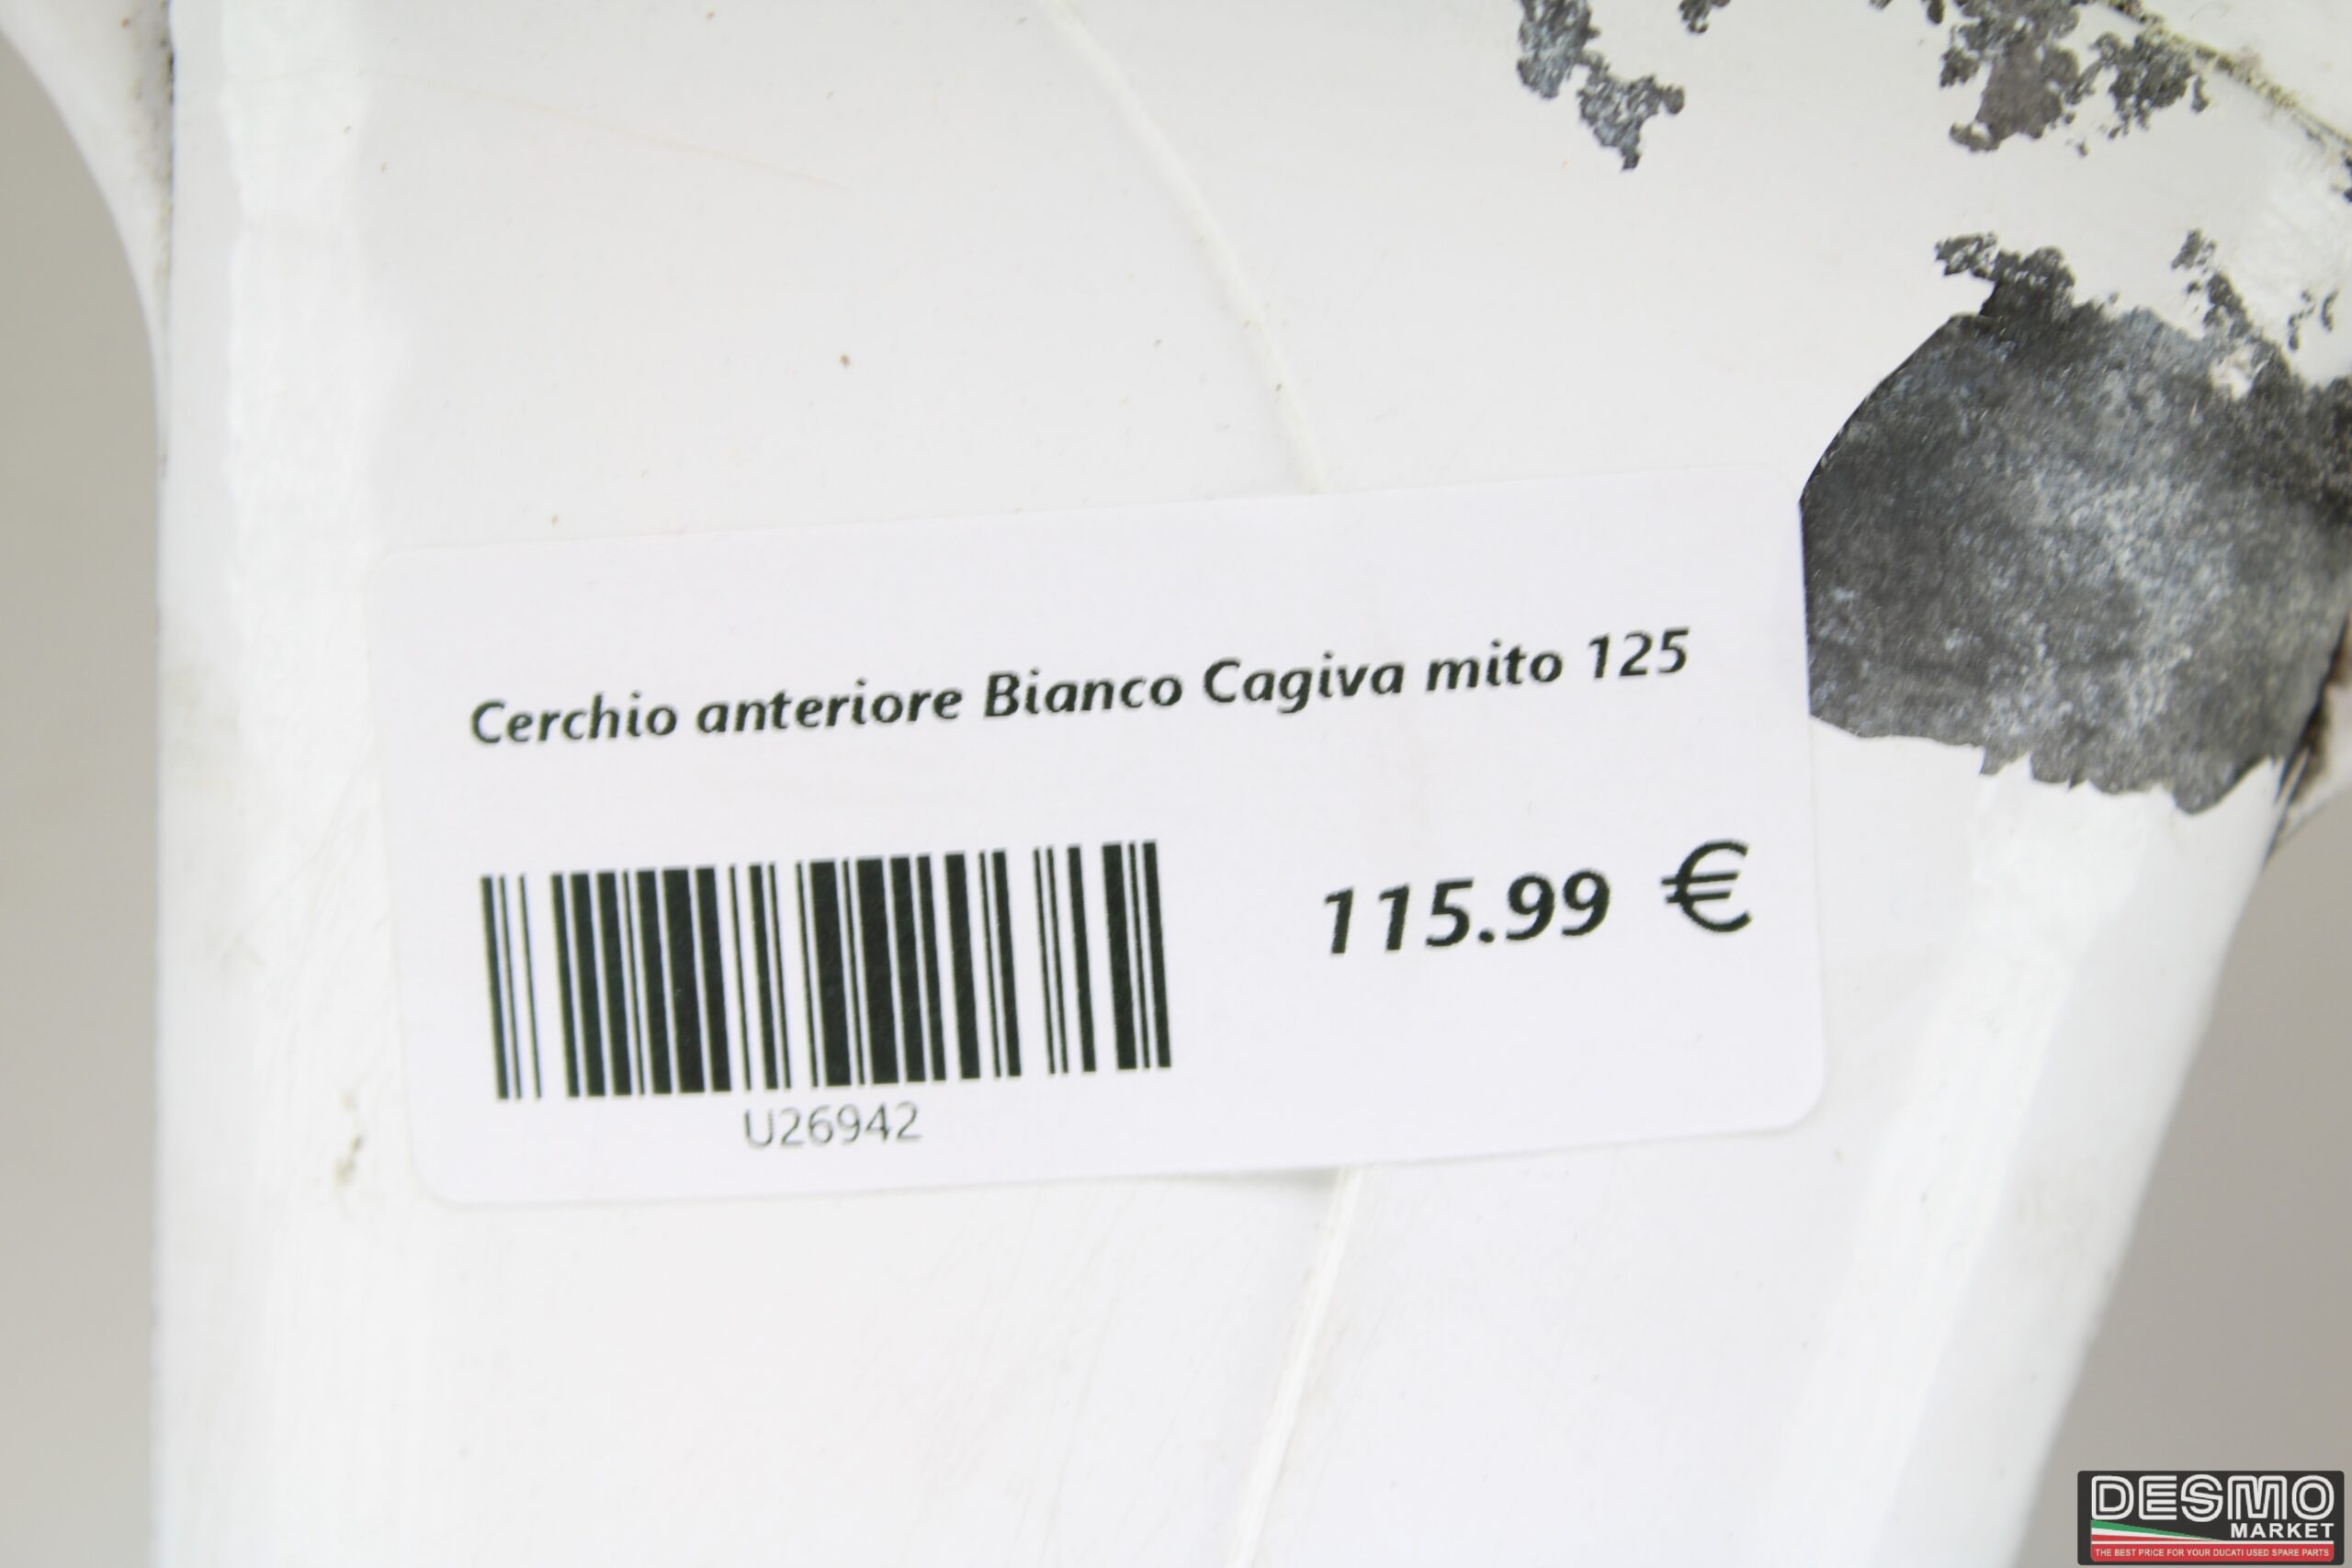 Cerchio anteriore Bianco Cagiva mito 125
115.99 €
U26942
DESMO
MARKET
THE BEST PRICE FOR YOUR DUCATI USED SPARE PARTS